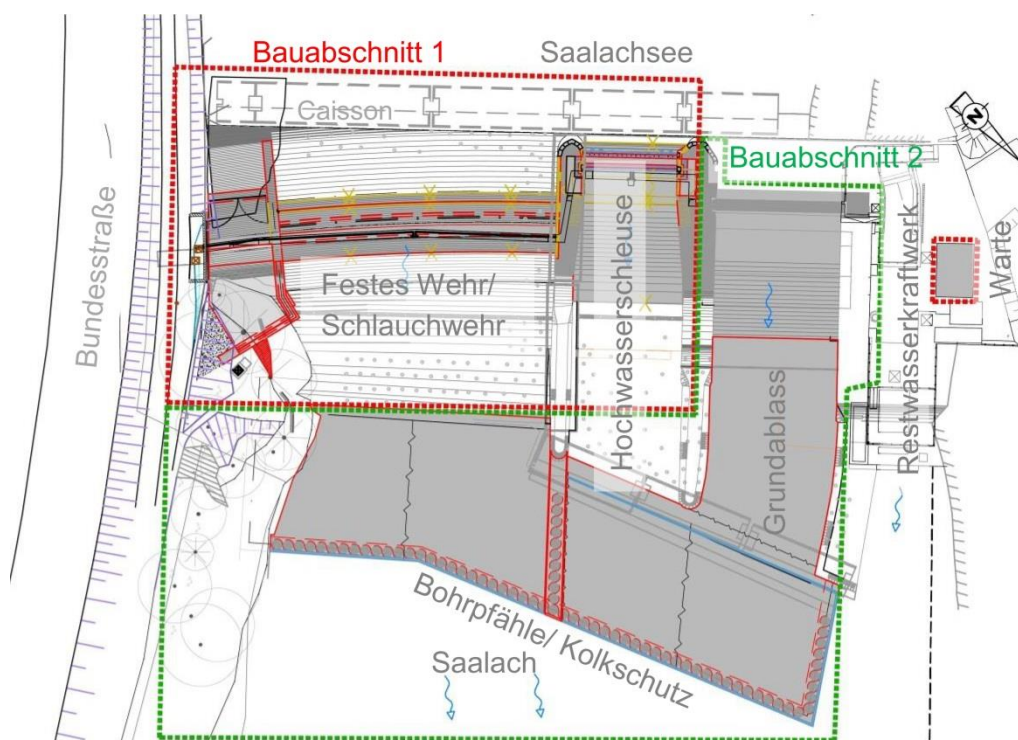 Bauabschnitt 1
Saalachsee
Caisson
N
Bauabschnitt 2
Bundesstraße
Festes Wehr/
Schlauchwehr
Hochwasserschleuse
Grundablass
Restwasserkraftwerk
Warte
Bohrpfähle/ Kolkschutz
Saalach